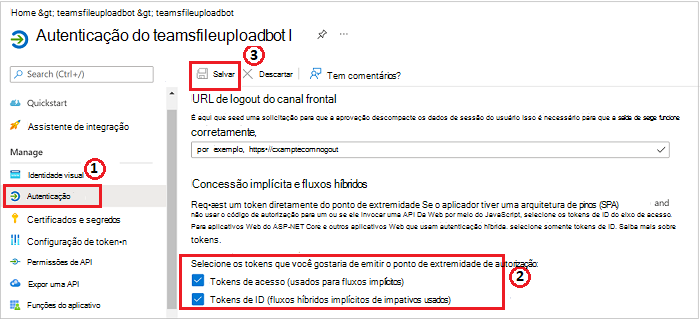 Home &gt; teamsfileuploadbot &gt;
Autenticação do teamsfileuploadbot l
3
Search (Ctrl+/)
Salvar
Descartar
Tem comentários?
Quickstart
Assistente de integração
Manage
1
Identidade visual
Autenticação
Certificados e segredos
Configuração de token•n
Permissões de API
Expor uma API
Funções do aplicativo
URL de logout do canal frontal
É aqui que seed uma solicitação para que a aprovação descompacte os dados de sessão do usuário isso é necessário para que a saída de sege funcione
corretamente,
por exemplo, https•//cxamptecomnogout
Concessão implícita e fluxos híbridos
Req•est um token diretamente do ponto de extremidade Se o aplicador tiver uma arquitetura de pinos (SPA) and
não user o código de autorização para um ou se ele invocar uma API Da Web por meio do JavaScript, selecione os tokens de ID do eixo de acesso.
Para aplicativos Web do ASP-NET Core e outros aplicativos Web que usam autenticação híbrida. selecione somente tokens de ID. Saiba mais sobre
tokens.
Selecione os tokens que você gostaria de emitir o ponto de extremidade de autorização:
2
Tokens de acesso (usados para fluxos implícitos)
Tokens de ID (fluxos híbridos implícitos de impativos usados)